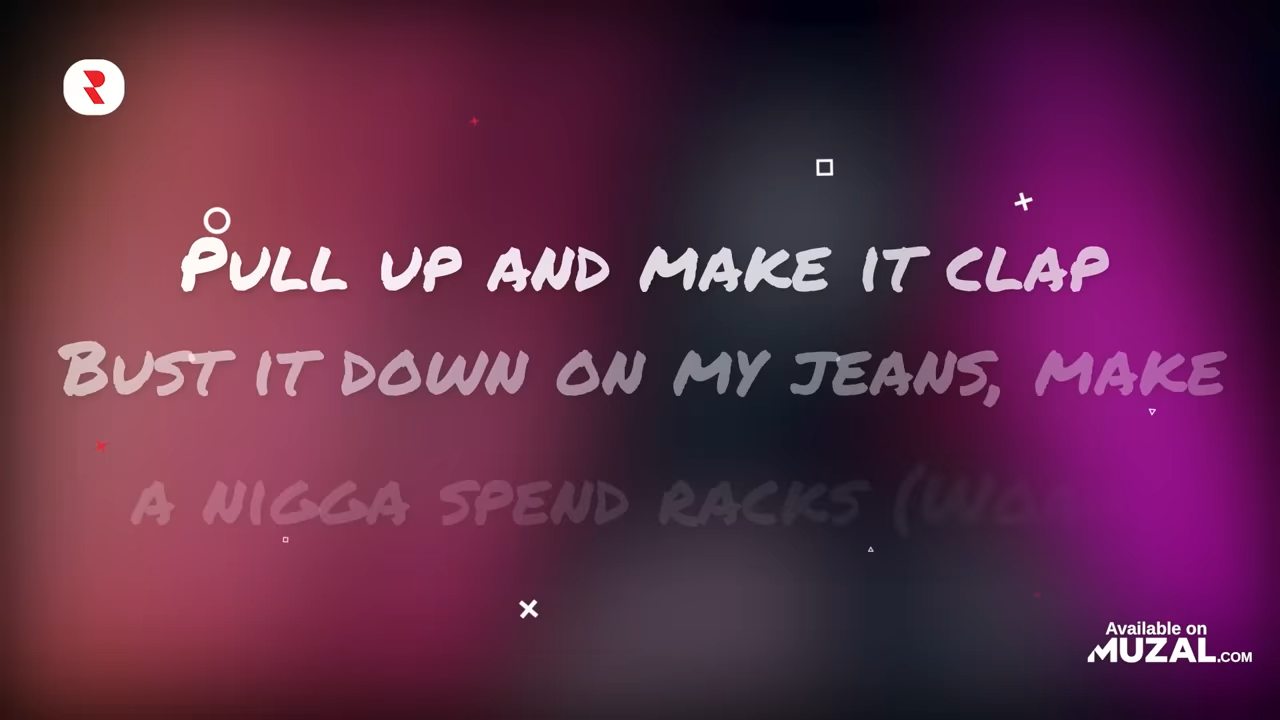 Pull up and make it clap
Bust it down on my jeans, make
a nigga spend racks (Wo
Available on
MUZAL.COM